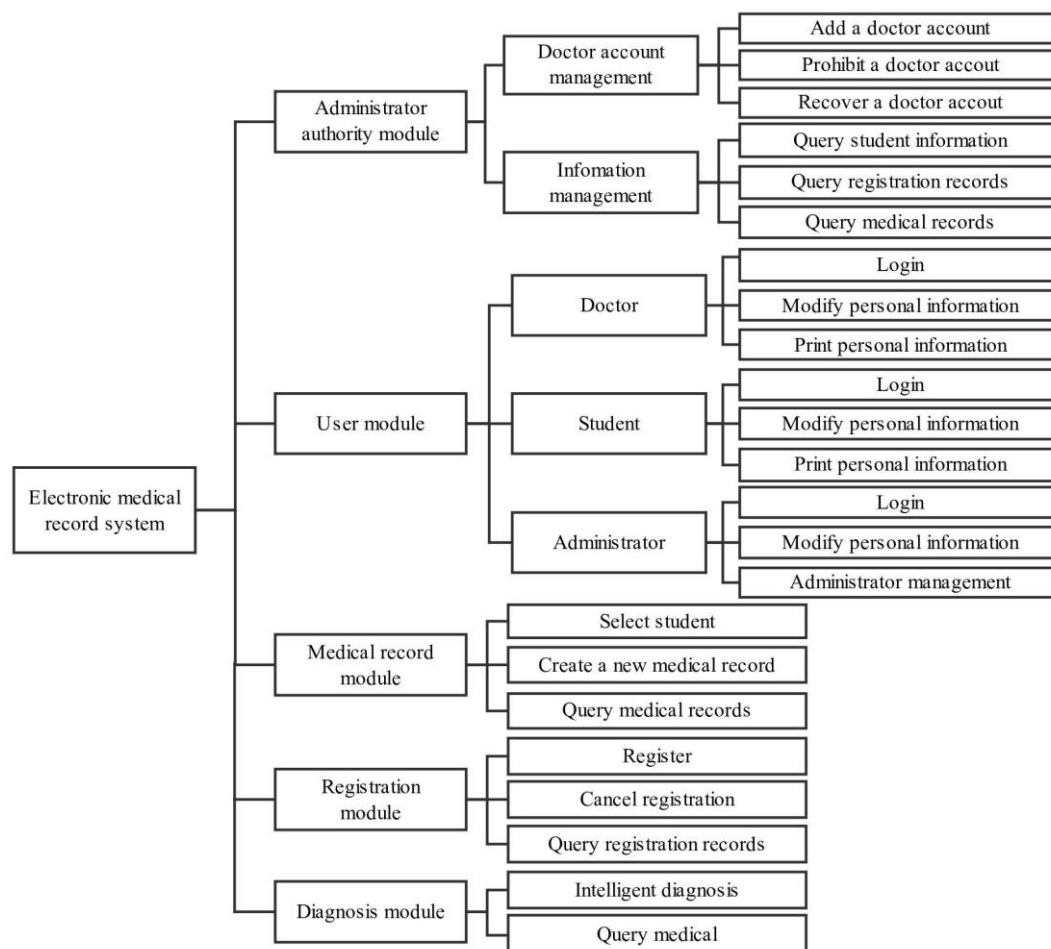 Electronic medical
record system
Administrator
authority module
Doctor account
management
Add a doctor account
Prohibit a doctor accout
Recover a doctor accout
Infomation
management
Query student information
Query registration records
Query medical records
User module
Doctor
Login
Modify personal information
Print personal information
Student
Login
Modify personal information
Print personal information
Administrator
Login
Modify personal information
Administrator management
Medical record
module
Select student
Create a new medical record
Query medical records
Registration
module
Register
Cancel registration
Query registration records
Diagnosis module
Intelligent diagnosis
Query medical